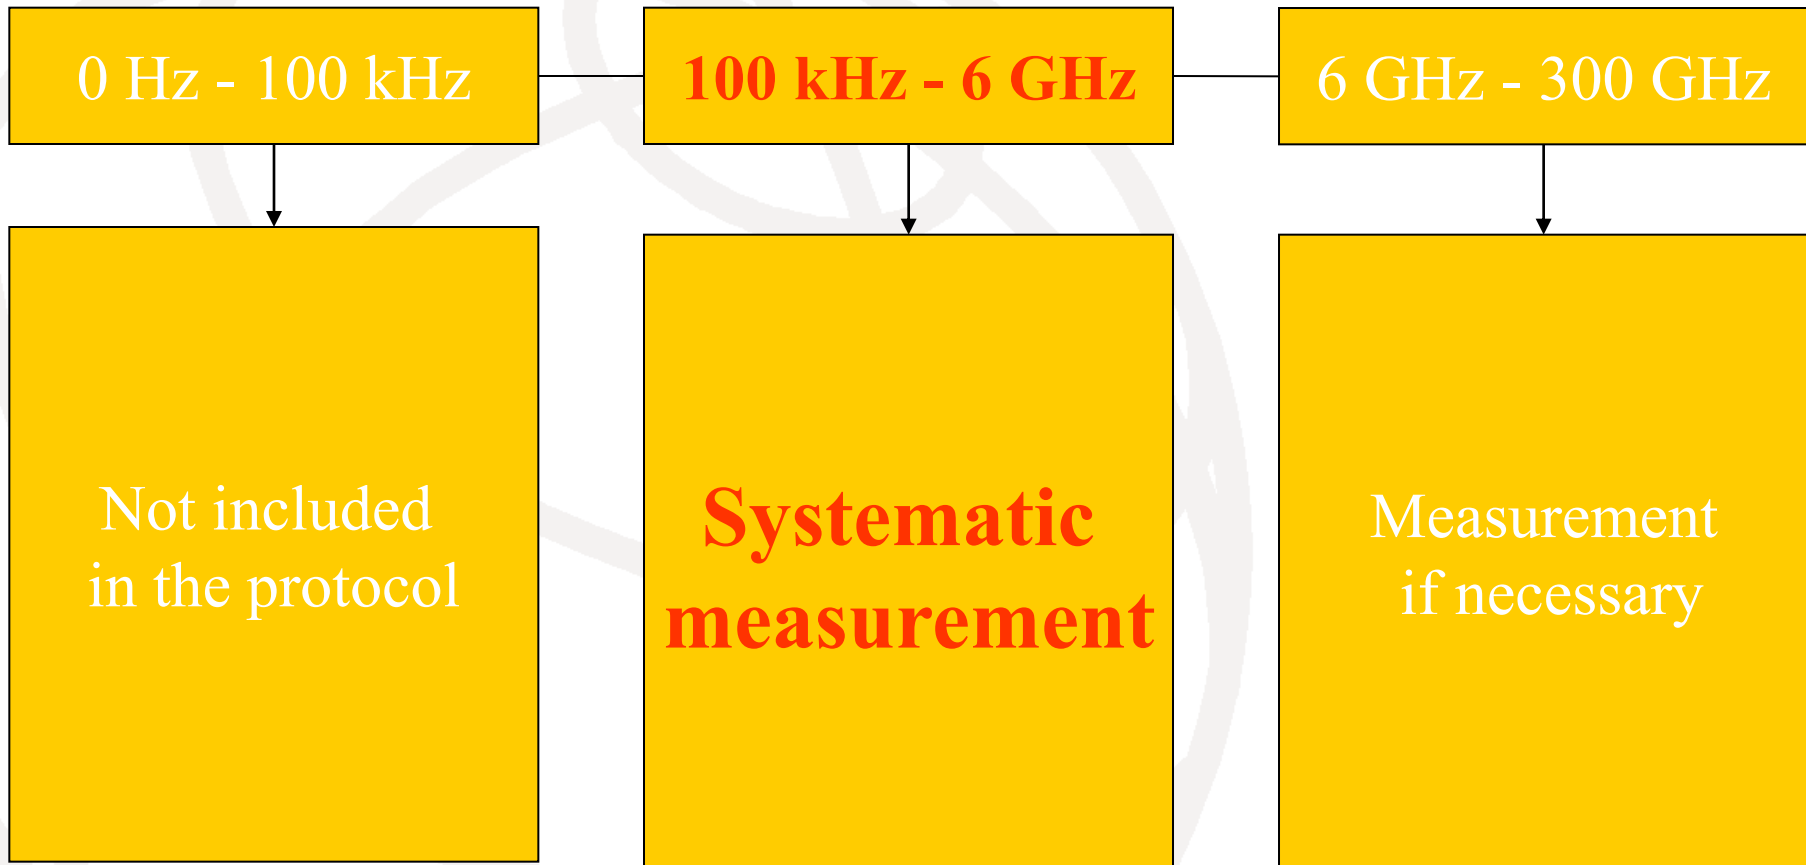 0 Hz - 100 kHz
100 kHz - 6 GHz
6 GHz - 300 GHz
Not included
in the protocol
Systematic
measurement
Measurement
if necessary